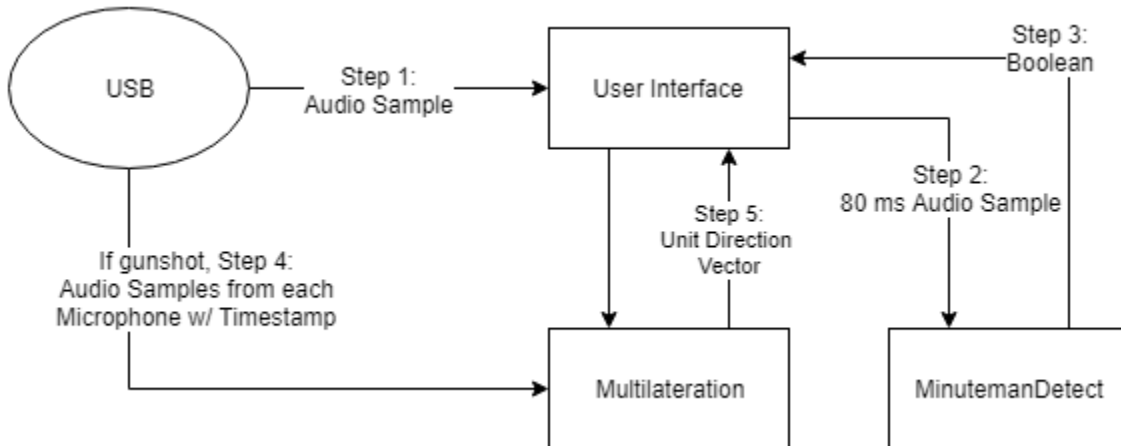 USB
Step 1:
Audio Sample
User Interface
Step 3:
Boolean
Step 2:
80 ms Audio Sample
Step 5:
Unit Direction
Vector
If gunshot, Step 4:
Audio Samples from each
Microphone w/ Timestamp
Multilateration
MinutemanDetect